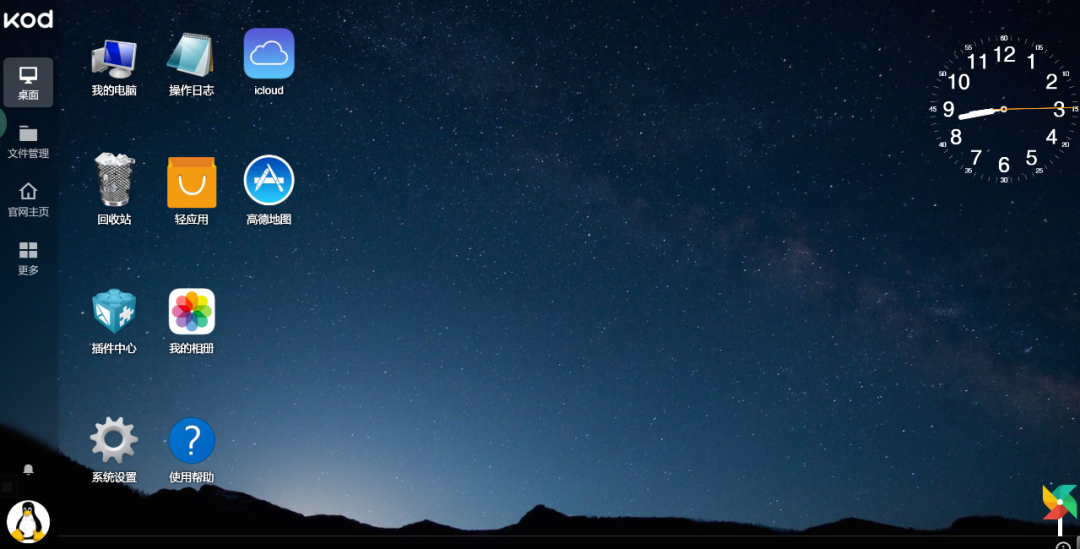 kod
桌面
文件管理
官网主页
更多
我的电脑
操作日志
icloud
回收站
轻应用
高德地图
插件中心
我的相册
系统设置
使用帮助
?
60
05
10
15
20
25
30
35
40
45
50
55
12
1
2
3
4
5
6
7
8
9
10
11